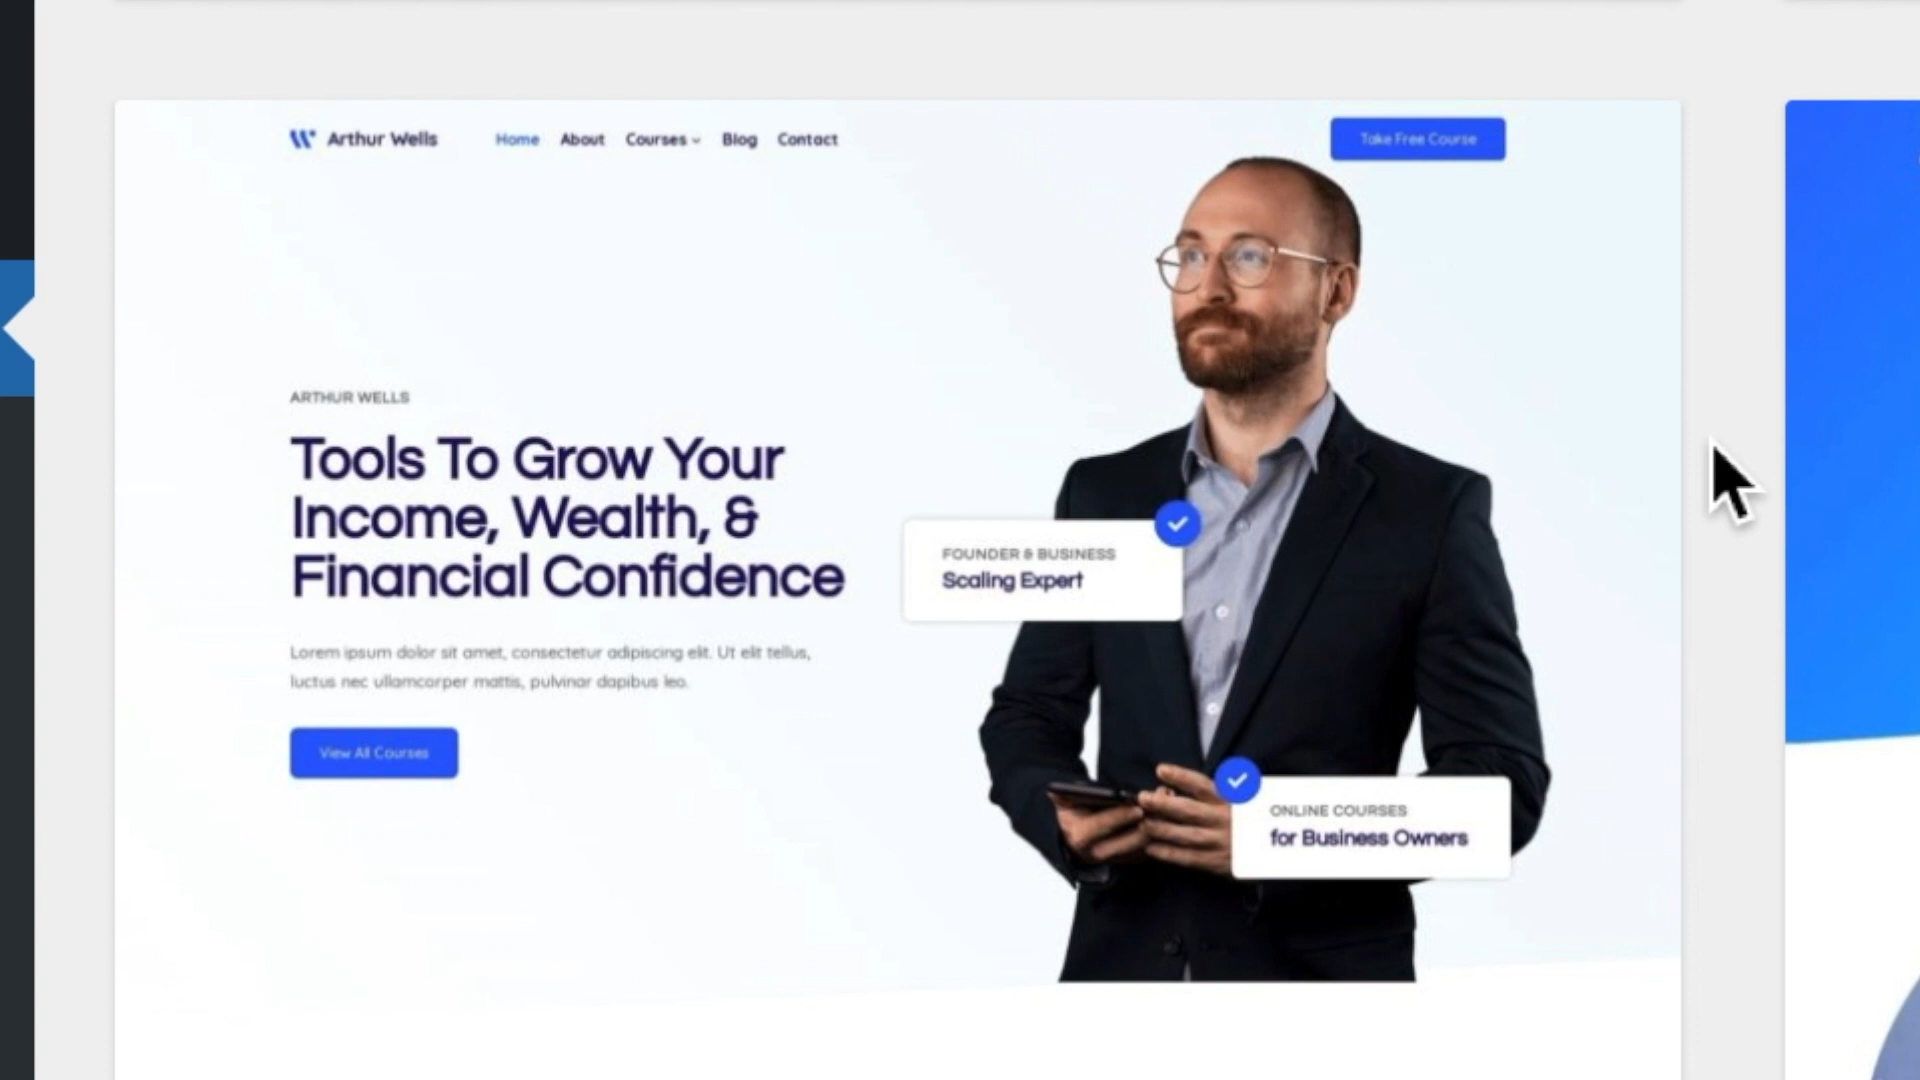 Arthur Wells
Home About Courses Blog Contact
Take Free Course
ARTHUR WELLS
Tools To Grow Your
Income, Wealth, &
Financial Confidence
Lorem ipsum dolor sit amet, consectetur adipiscing elit. Ut elit tellus,
luctus nec ullamcorper mattis, pulvinar dapibus leo.
View All Courses
FOUNDER & BUSINESS
Scaling Expert
ONLINE COURSES
for Business Owners